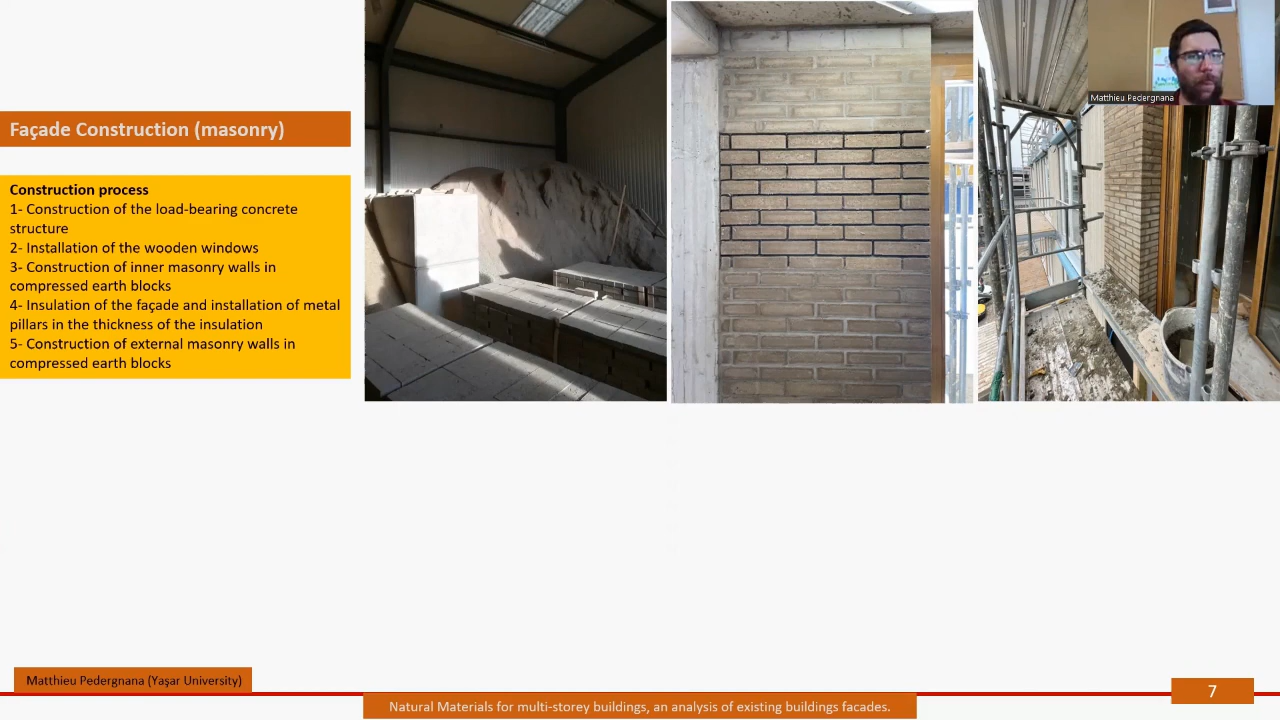 Façade Construction (masonry)
Construction process
1- Construction of the load-bearing concrete
structure
2- Installation of the wooden windows
3- Construction of inner masonry walls in
compressed earth blocks
4- Insulation of the façade and installation of metal
pillars in the thickness of the insulation
5- Construction of external masonry walls in
compressed earth blocks
Matthieu Pedergnana
Matthieu Pedergnana (Yaşar University)
Natural Materials for multi-storey buildings, an analysis of existing buildings facades.
7